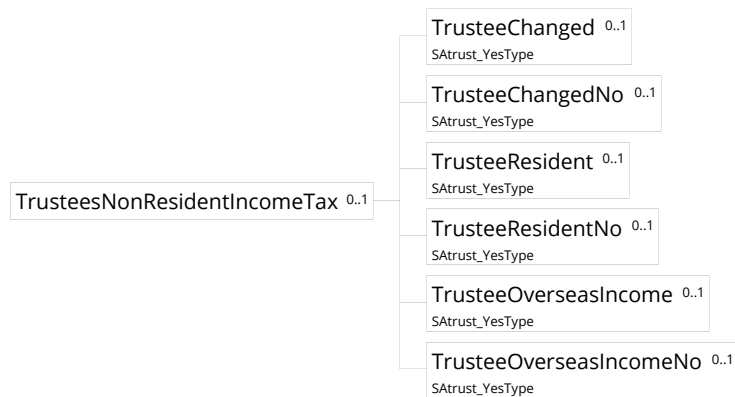 TrusteeChanged 0..1
SAtrust_YesType
TrusteeChangedNo 0..1
SAtrust_YesType
TrusteeResident 0..1
SAtrust_YesType
TrusteesNonResidentIncomeTax 0..1
TrusteeResidentNo 0..1
SAtrust_YesType
TrusteeOverseasIncome 0..1
SAtrust_YesType
TrusteeOverseasIncomeNo 0..1
SAtrust_YesType